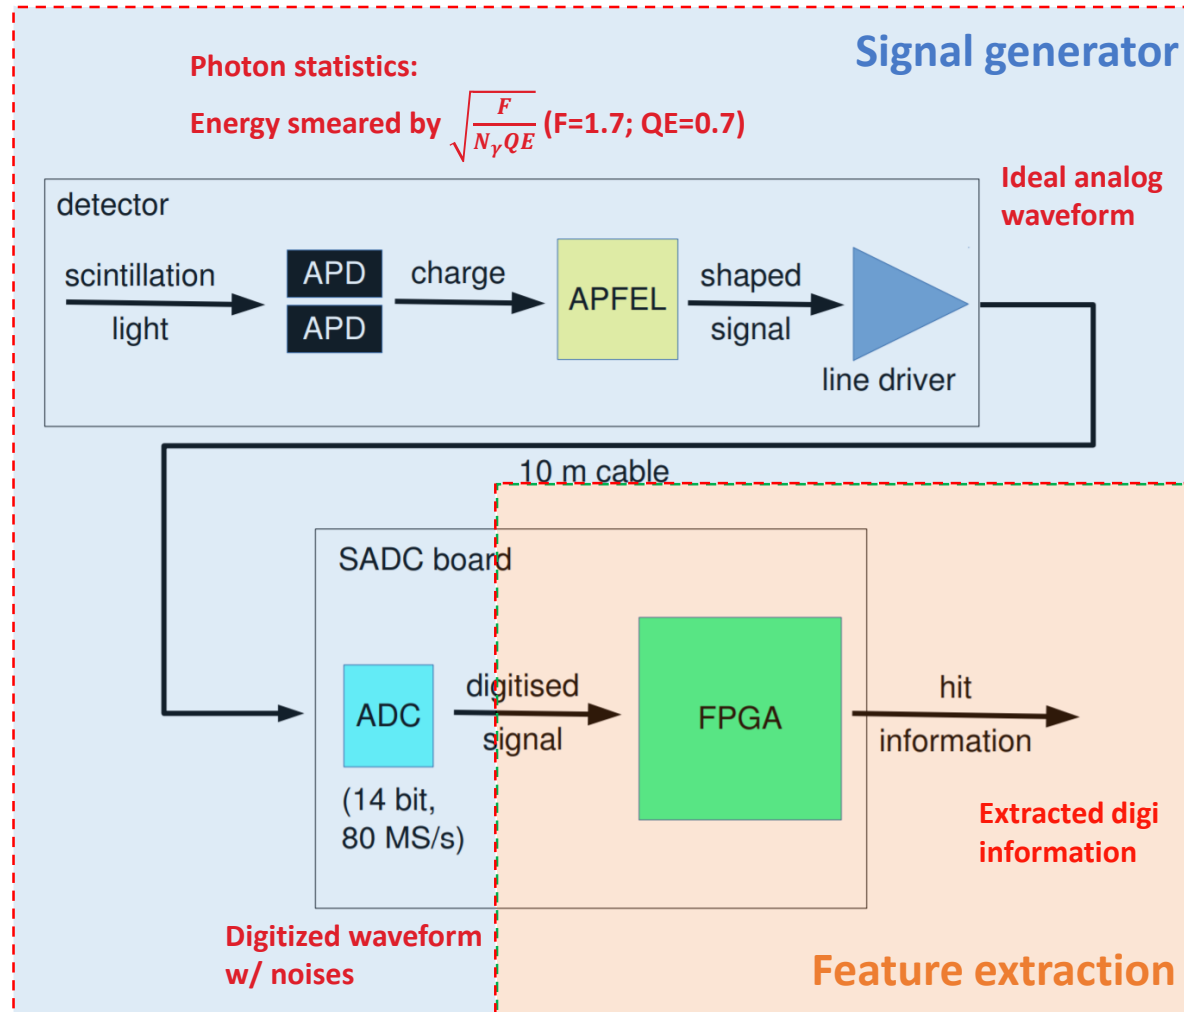 Signal generator
Photon statistics:
Energy smeared by √(F/(NγQE)) (F=1.7; QE=0.7)
Ideal analog
waveform
detector
scintillation
light
APD
APD
charge
APFEL
shaped
signal
line driver
10 m cable
SADC board
ADC
(14 bit,
80 MS/s)
digitised
signal
FPGA
hit
information
Extracted digi
information
Digitized waveform
w/ noises
Feature extraction